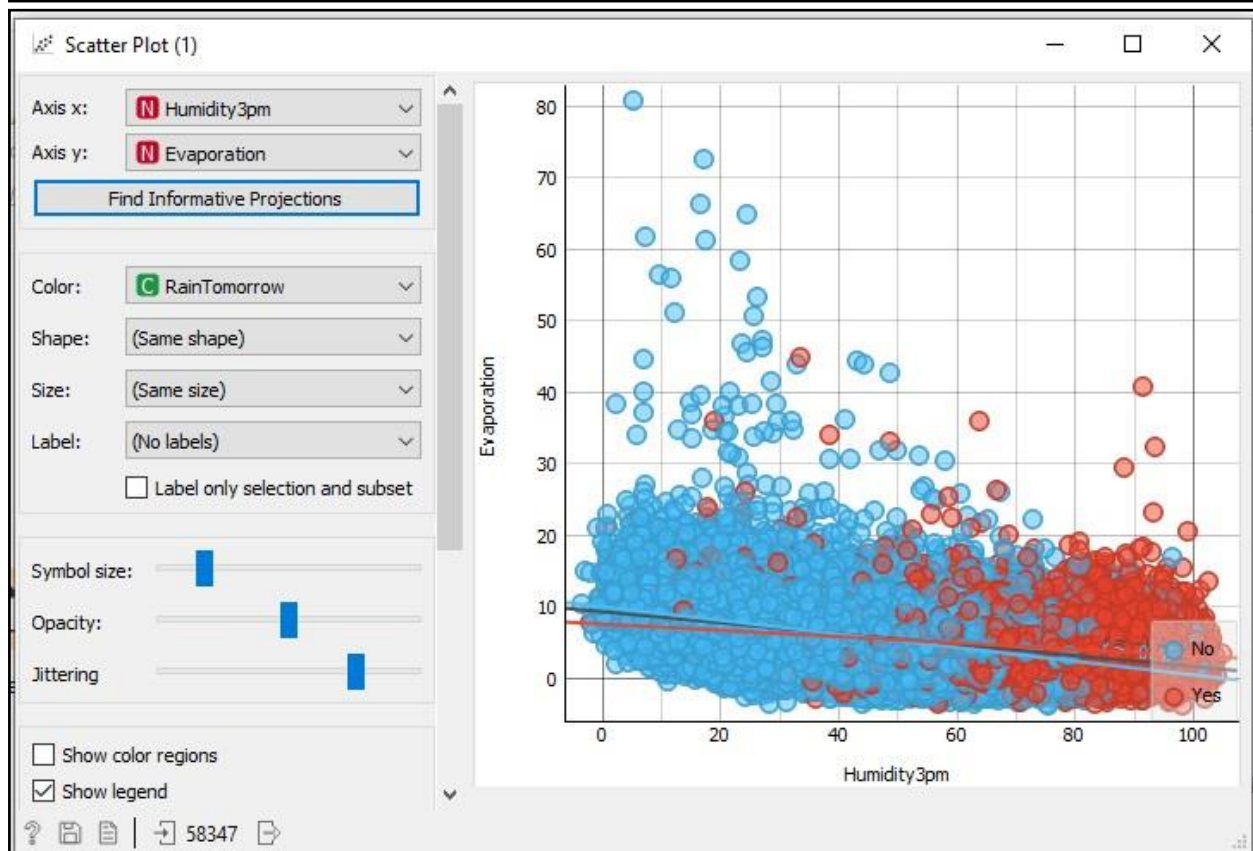 Scatter Plot (1)
Axis x:
N Humidity3pm
Axis y:
N Evaporation
Find Informative Projections
Color:
C RainTomorrow
Shape:
(Same shape)
Size:
(Same size)
Label:
(No labels)
Label only selection and subset
Symbol size:
Opacity:
Jittering
Show color regions
Show legend
? 58347
80
70
60
50
40
30
20
10
0
Evaporation
0 20 40 60 80 100
Humidity3pm
No
Yes